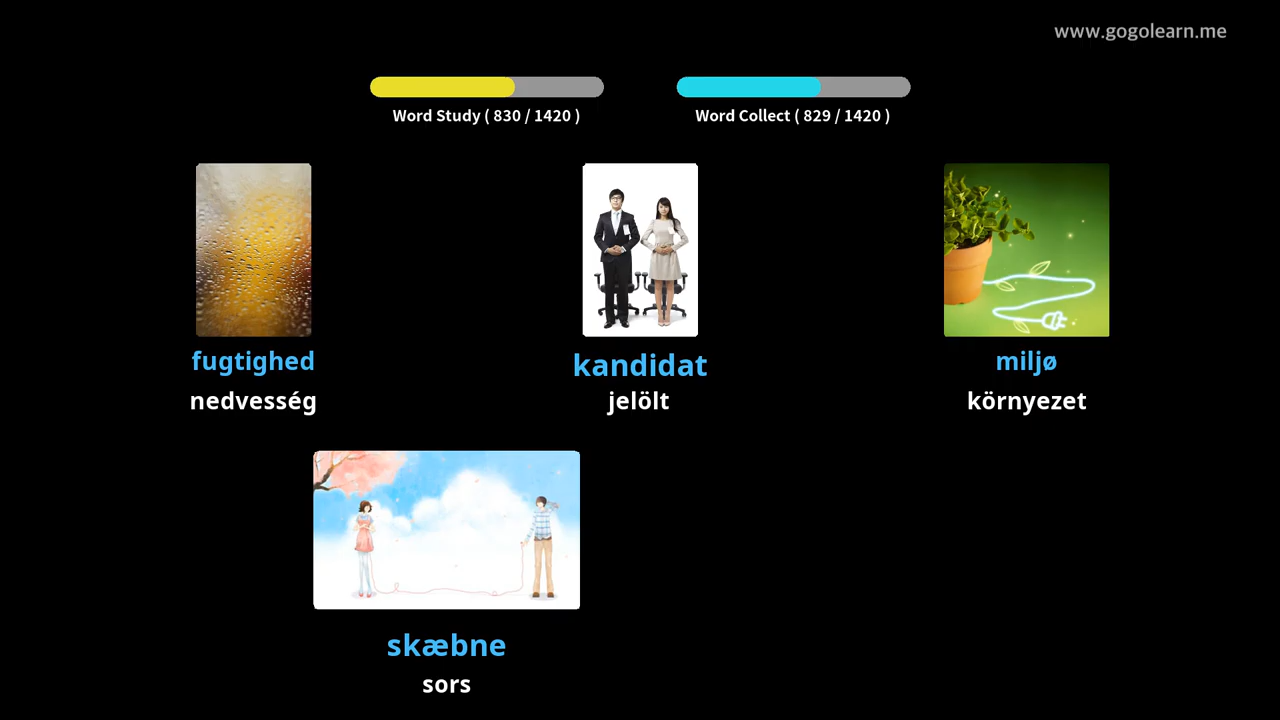 www.gogolearn.me
Word Study ( 830 / 1420 )
Word Collect ( 829 / 1420 )
fugtighed
nedvesség
kandidat
jelölt
miljø
környezet
skæbne
sors